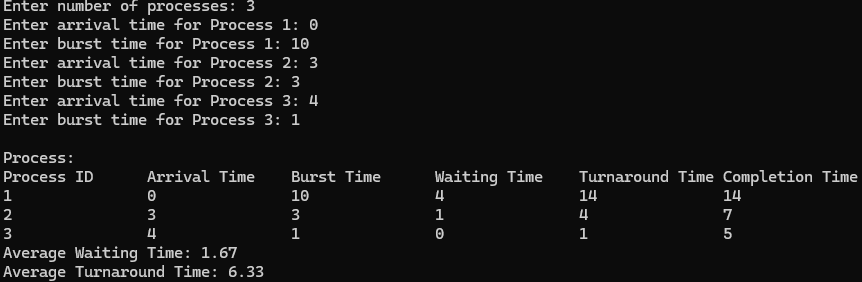 Enter number of processes: 3
Enter arrival time for Process 1: 0
Enter burst time for Process 1: 10
Enter arrival time for Process 2: 3
Enter burst time for Process 2: 3
Enter arrival time for Process 3: 4
Enter burst time for Process 3: 1

Process:
Process ID Arrival Time Burst Time Waiting Time Turnaround Time Completion Time
1 0 10 4 14 14
2 3 3 1 4 7
3 4 1 0 1 5
Average Waiting Time: 1.67
Average Turnaround Time: 6.33